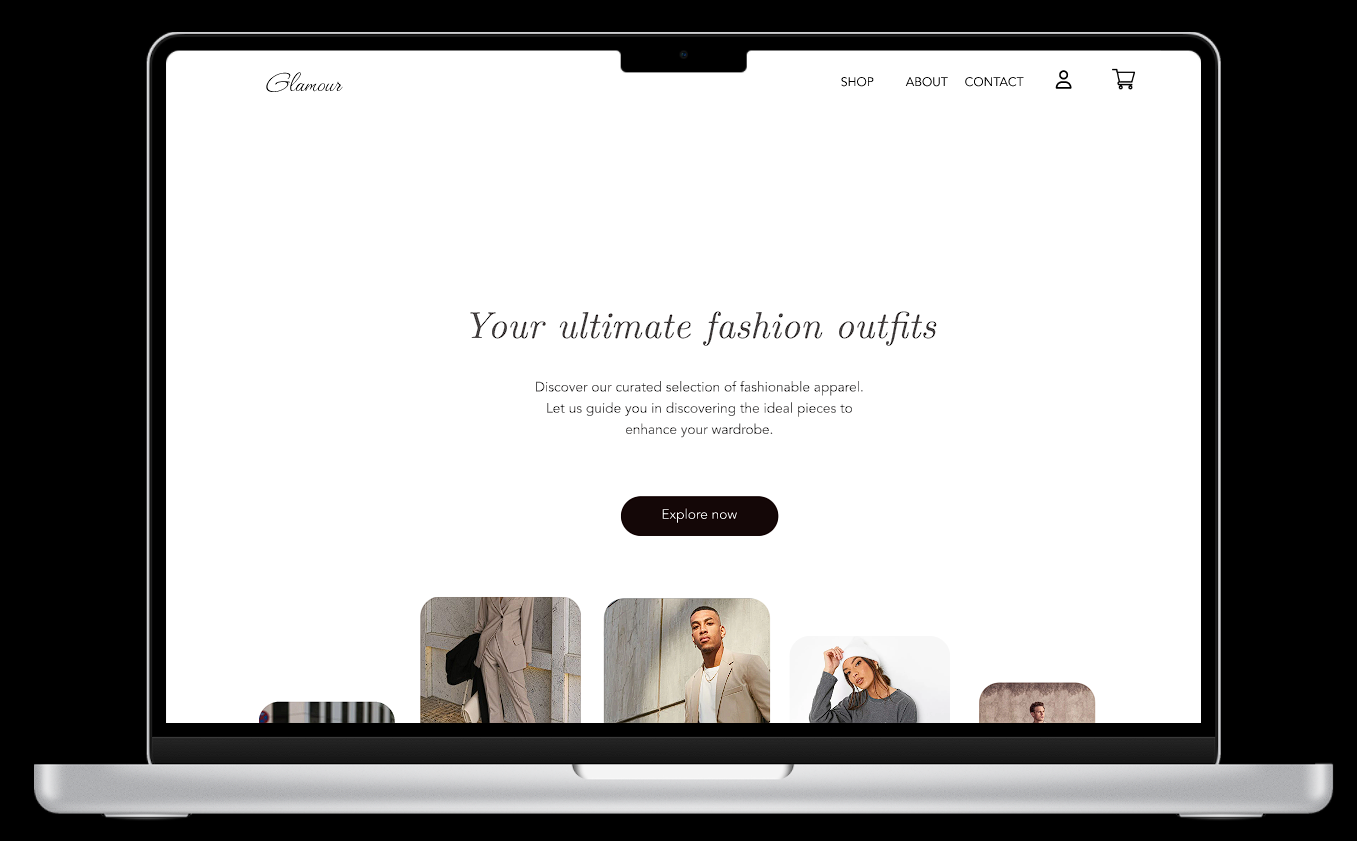 Glamour
SHOP ABOUT CONTACT
Your ultimate fashion outfits
Discover our curated selection of fashionable apparel.
Let us guide you in discovering the ideal pieces to
enhance your wardrobe.
Explore now